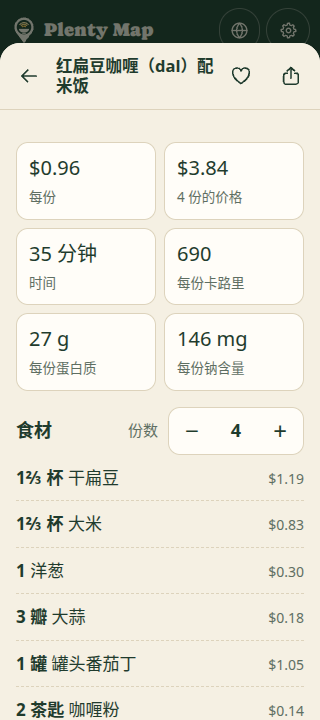 Plenty Map
红扁豆咖喱（dal）配
米饭
$0.96
每份
$3.84
4 份的价格
35 分钟
时间
690
每份卡路里
27 g
每份蛋白质
146 mg
每份钠含量
食材
份数
− 4 +
1⅔ 杯 干扁豆
$1.19
1⅔ 杯 大米
$0.83
1 洋葱
$0.30
3 瓣 大蒜
$0.18
1 罐 罐头番茄丁
$1.05
2 茶匙 咖喱粉
$0.14